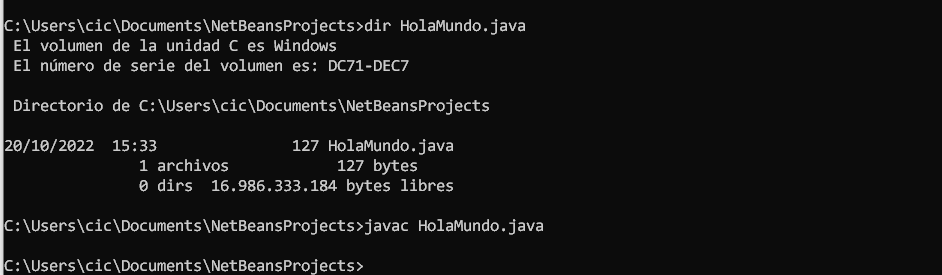 C:\Users\cic\Documents\NetBeansProjects>dir HolaMundo.java
El volumen de la unidad C es Windows
El número de serie del volumen es: DC71-DEC7
Directorio de C:\Users\cic\Documents\NetBeansProjects
20/10/2022  15:33               127 HolaMundo.java
1 archivos            127 bytes
0 dirs  16.986.333.184 bytes libres
C:\Users\cic\Documents\NetBeansProjects>javac HolaMundo.java
C:\Users\cic\Documents\NetBeansProjects>